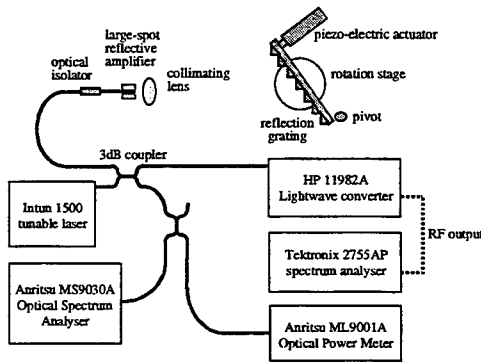 large-spot
reflective
amplifier
piezo-electric actuator
optical
isolator
collimating
lens
rotation stage
reflection
grating
pivot
3dB coupler
HP 11982A
Lightwave converter
Intun 1500
tunable laser
RF output
Tektronix 2755AP
spectrum analyser
Anritsu MS9030A
Optical Spectrum
Analyser
Anritsu ML9001A
Optical Power Meter